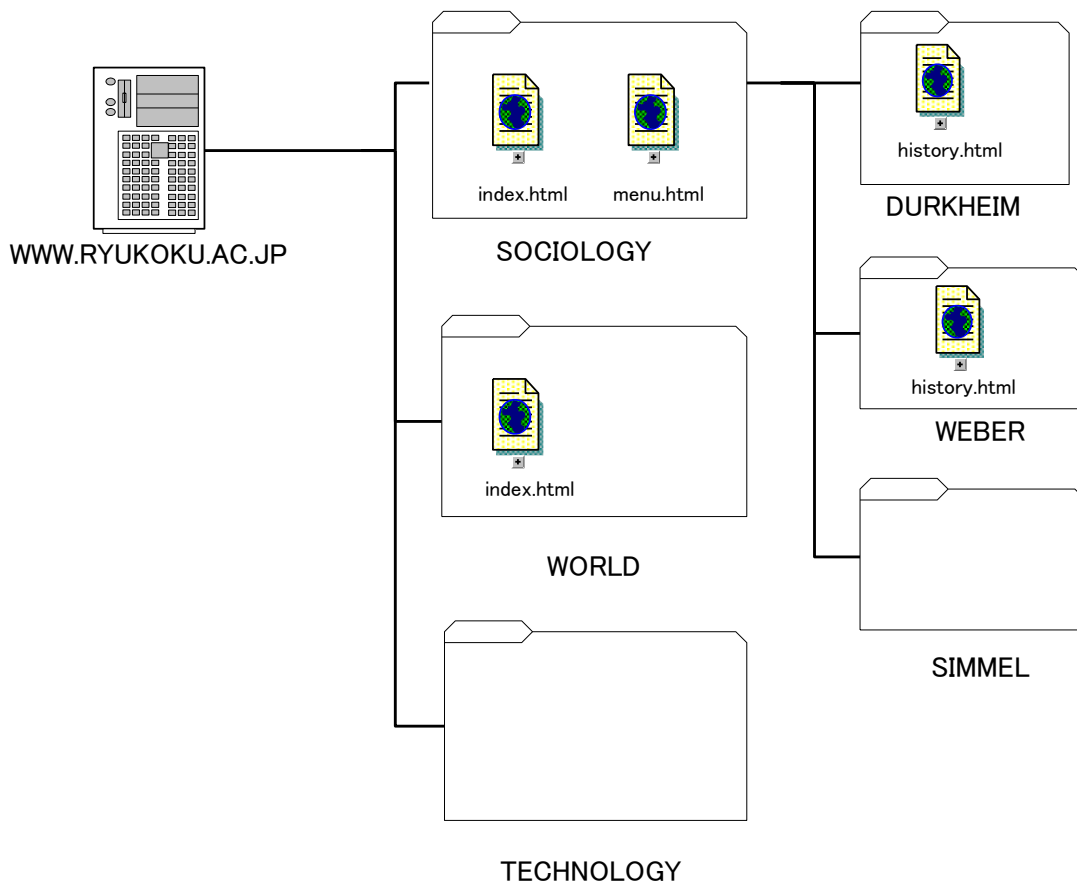 WWW.RYUKOKU.AC.JP
index.html
menu.html
SOCIOLOGY
index.html
WORLD
TECHNOLOGY
history.html
DURKHEIM
history.html
WEBER
SIMMEL